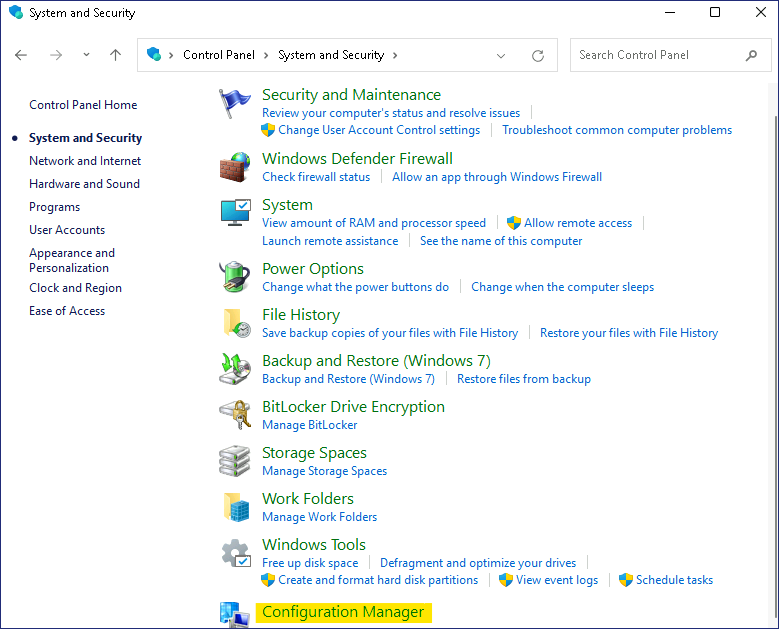 System and Security
Control Panel System and Security
Search Control Panel
Control Panel Home
System and Security
Network and Internet
Hardware and Sound
Programs
User Accounts
Appearance and
Personalization
Clock and Region
Ease of Access
Security and Maintenance
Review your computer's status and resolve issues
Change User Account Control settings Troubleshoot common computer problems
Windows Defender Firewall
Check firewall status Allow an app through Windows Firewall
System
View amount of RAM and processor speed Allow remote access
Launch remote assistance See the name of this computer
Power Options
Change what the power buttons do Change when the computer sleeps
File History
Save backup copies of your files with File History Restore your files with File History
Backup and Restore (Windows 7)
Backup and Restore (Windows 7) Restore files from backup
BitLocker Drive Encryption
Manage BitLocker
Storage Spaces
Manage Storage Spaces
Work Folders
Manage Work Folders
Windows Tools
Free up disk space Defragment and optimize your drives
Create and format hard disk partitions View event logs Schedule tasks
Configuration Manager